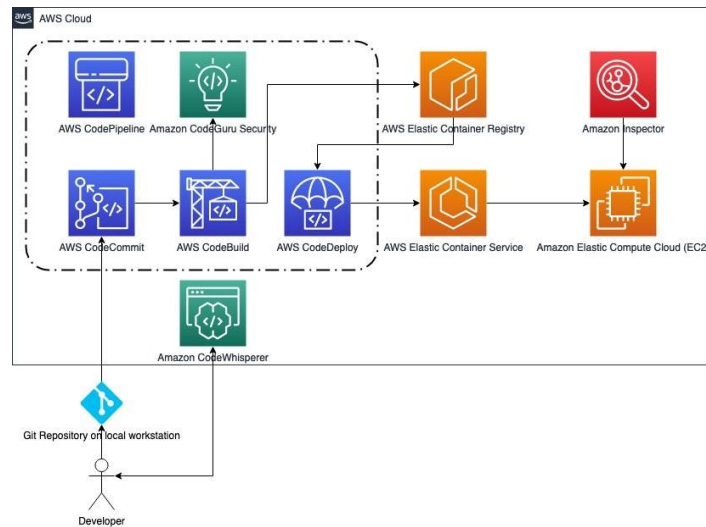 aws
AWS Cloud
AWS CodePipeline
Amazon CodeGuru Security
AWS Elastic Container Registry
Amazon Inspector
AWS CodeCommit
AWS CodeBuild
AWS CodeDeploy
AWS Elastic Container Service
Amazon Elastic Compute Cloud (EC2
Amazon CodeWhisperer
Git Repository on local workstation
Developer